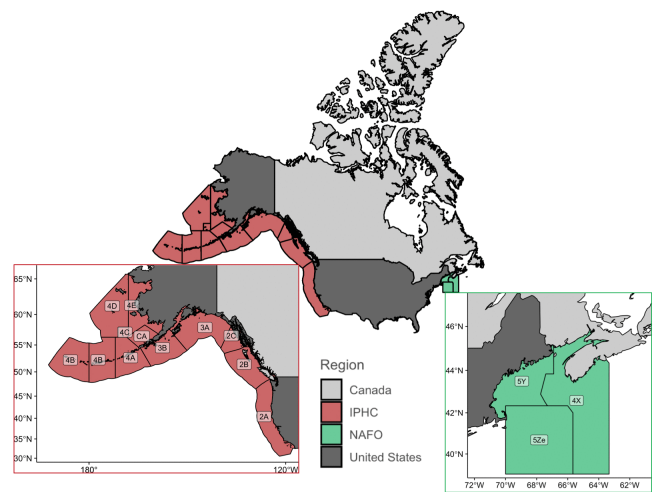 65°N
60°N
55°N
50°N
45°N
40°N
35°N
30°N
180°
120°W
4D
4E
4C
CA
4B
4B
4A
3B
3A
2C
2B
2A
Region
Canada
IPHC
NAFO
United States
46°N
44°N
42°N
40°N
72°W 70°W 68°W 66°W 64°W 62°W
5Y
4X
5Ze